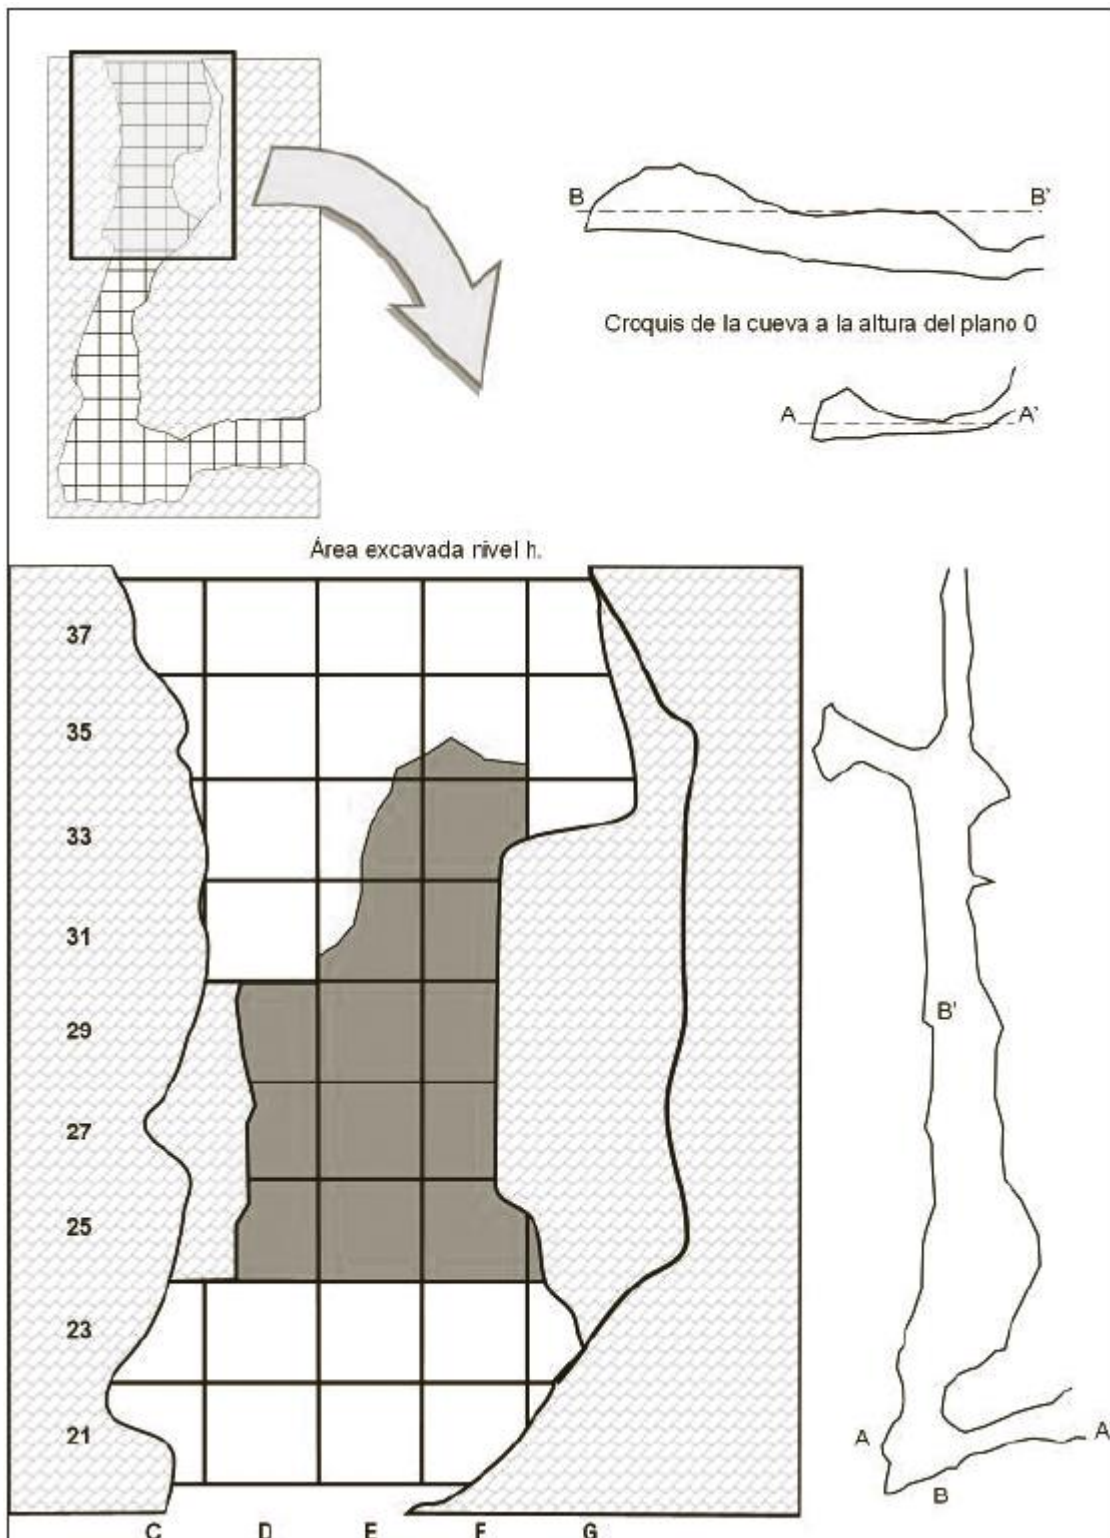 B B'
Croquis de la cueva a la altura del plano 0
A A'
Área excavada nivel h.
37
35
33
31
29
27
25
23
21
C D E F G
B'
A A
B